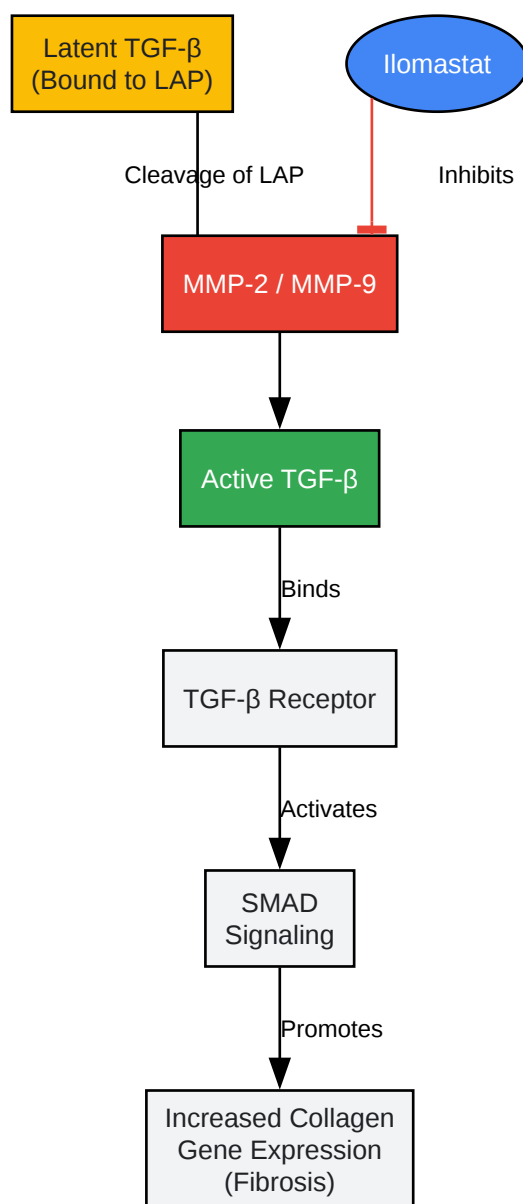 Latent TGF-β
(Bound to LAP)
Ilomastat
Cleavage of LAP
Inhibits
MMP-2 / MMP-9
Active TGF-β
Binds
TGF-β Receptor
Activates
SMAD
Signaling
Promotes
Increased Collagen
Gene Expression
(Fibrosis)